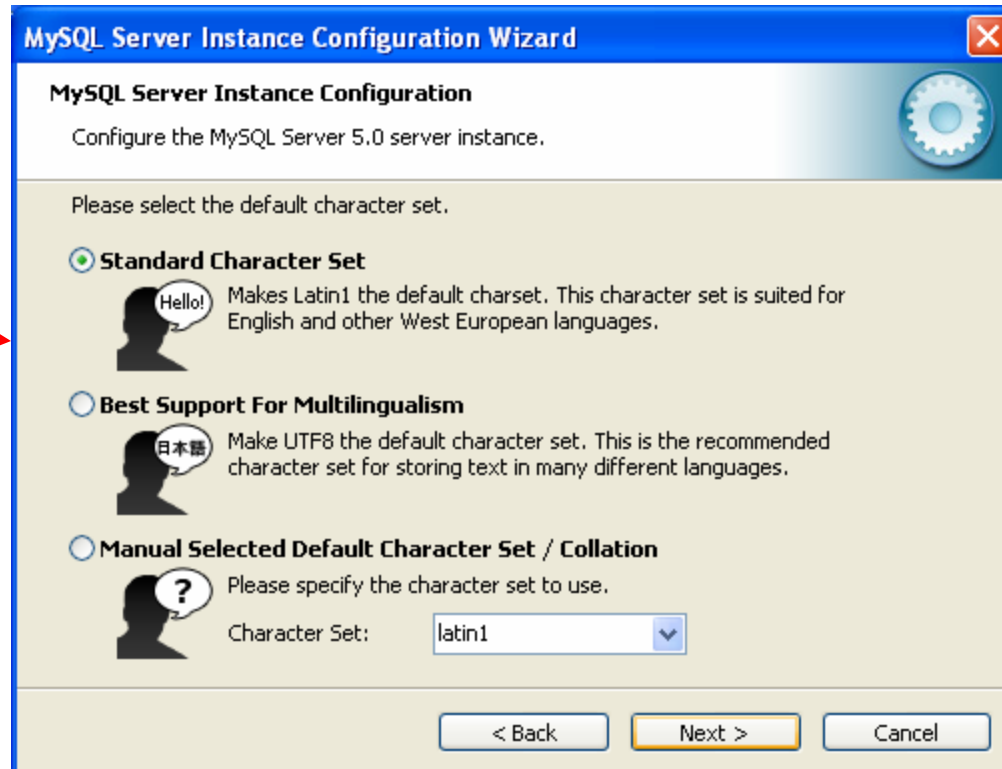 MySQL Server Instance Configuration Wizard
MySQL Server Instance Configuration
Configure the MySQL Server 5.0 server instance.
Please select the default character set.
Standard Character Set
Hello!
Makes Latin1 the default charset. This character set is suited for
English and other West European languages.
Best Support For Multilingualism
日本語
Make UTF8 the default character set. This is the recommended
character set for storing text in many different languages.
Manual Selected Default Character Set / Collation
?
Please specify the character set to use.
Character Set: latin1
< Back Next > Cancel